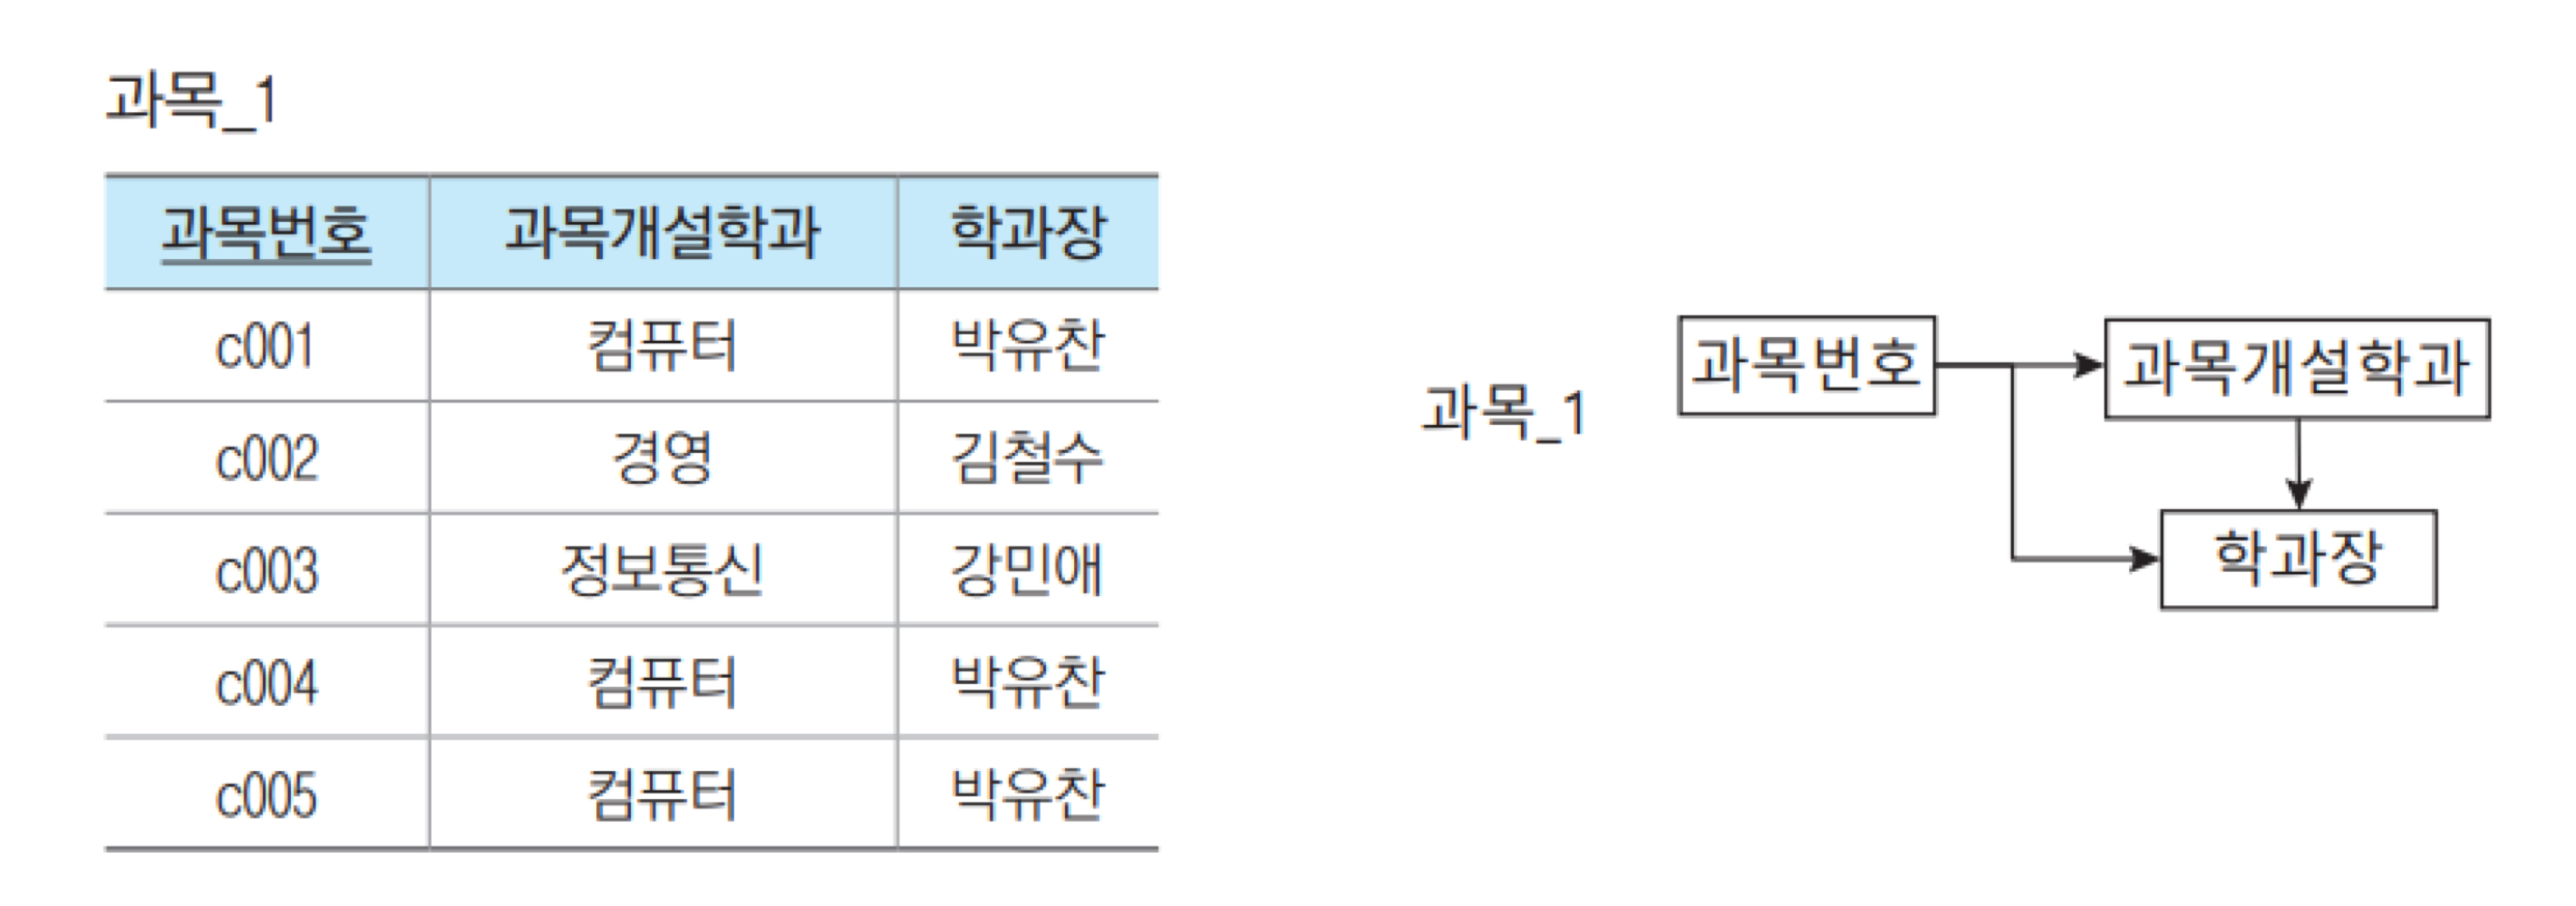 과목_1
과목번호 과목개설학과 학과장
c001 컴퓨터 박유찬
c002 경영 김철수
c003 정보통신 강민애
c004 컴퓨터 박유찬
c005 컴퓨터 박유찬
과목_1
과목번호 과목개설학과
학과장